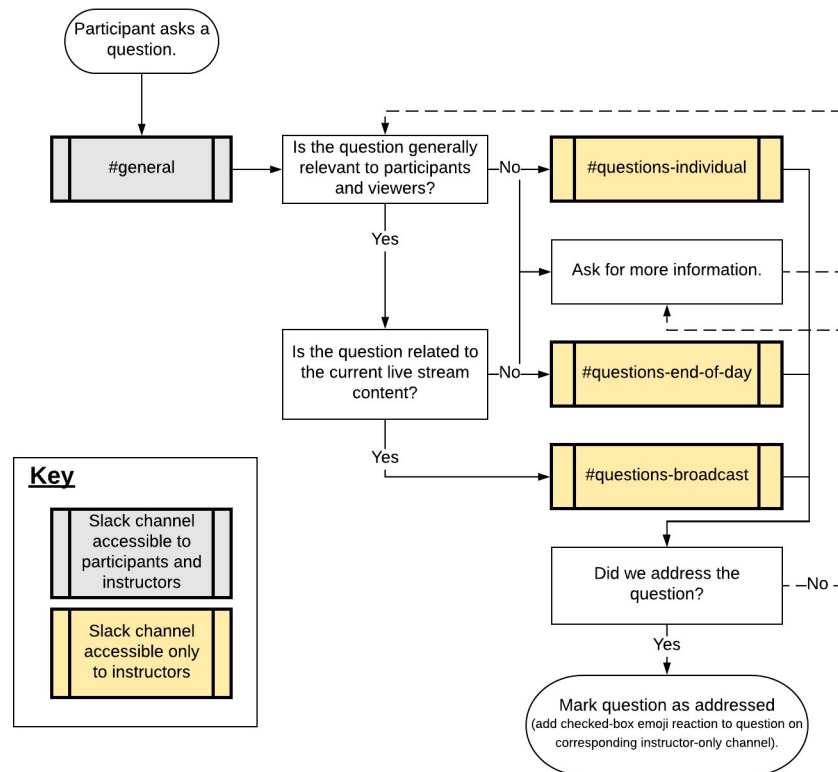 Participant asks a
question.
#general
Is the question generally
relevant to participants
and viewers?
No
#questions-individual
Yes
Ask for more information.
Is the question related to
the current live stream
content?
No
#questions-end-of-day
Yes
#questions-broadcast
Key
Slack channel
accessible to
participants and
instructors
Slack channel
accessible only
to instructors
Did we address the
question?
No
Yes
Mark question as addressed
(add checked-box emoji reaction to question on
corresponding instructor-only channel).